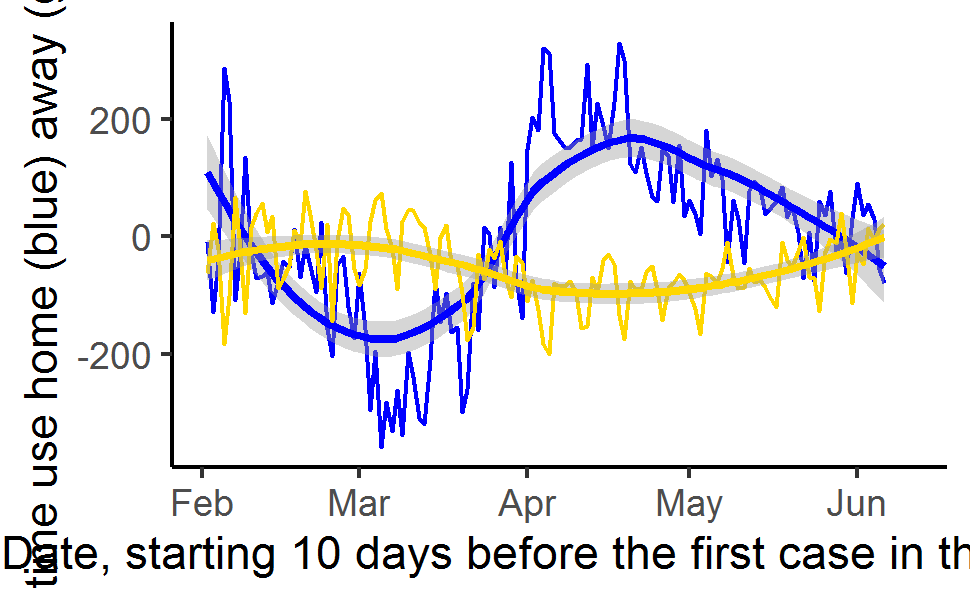 time use home (blue) away (
200
0
-200
Feb Mar Apr May Jun
Date, starting 10 days before the first case in th